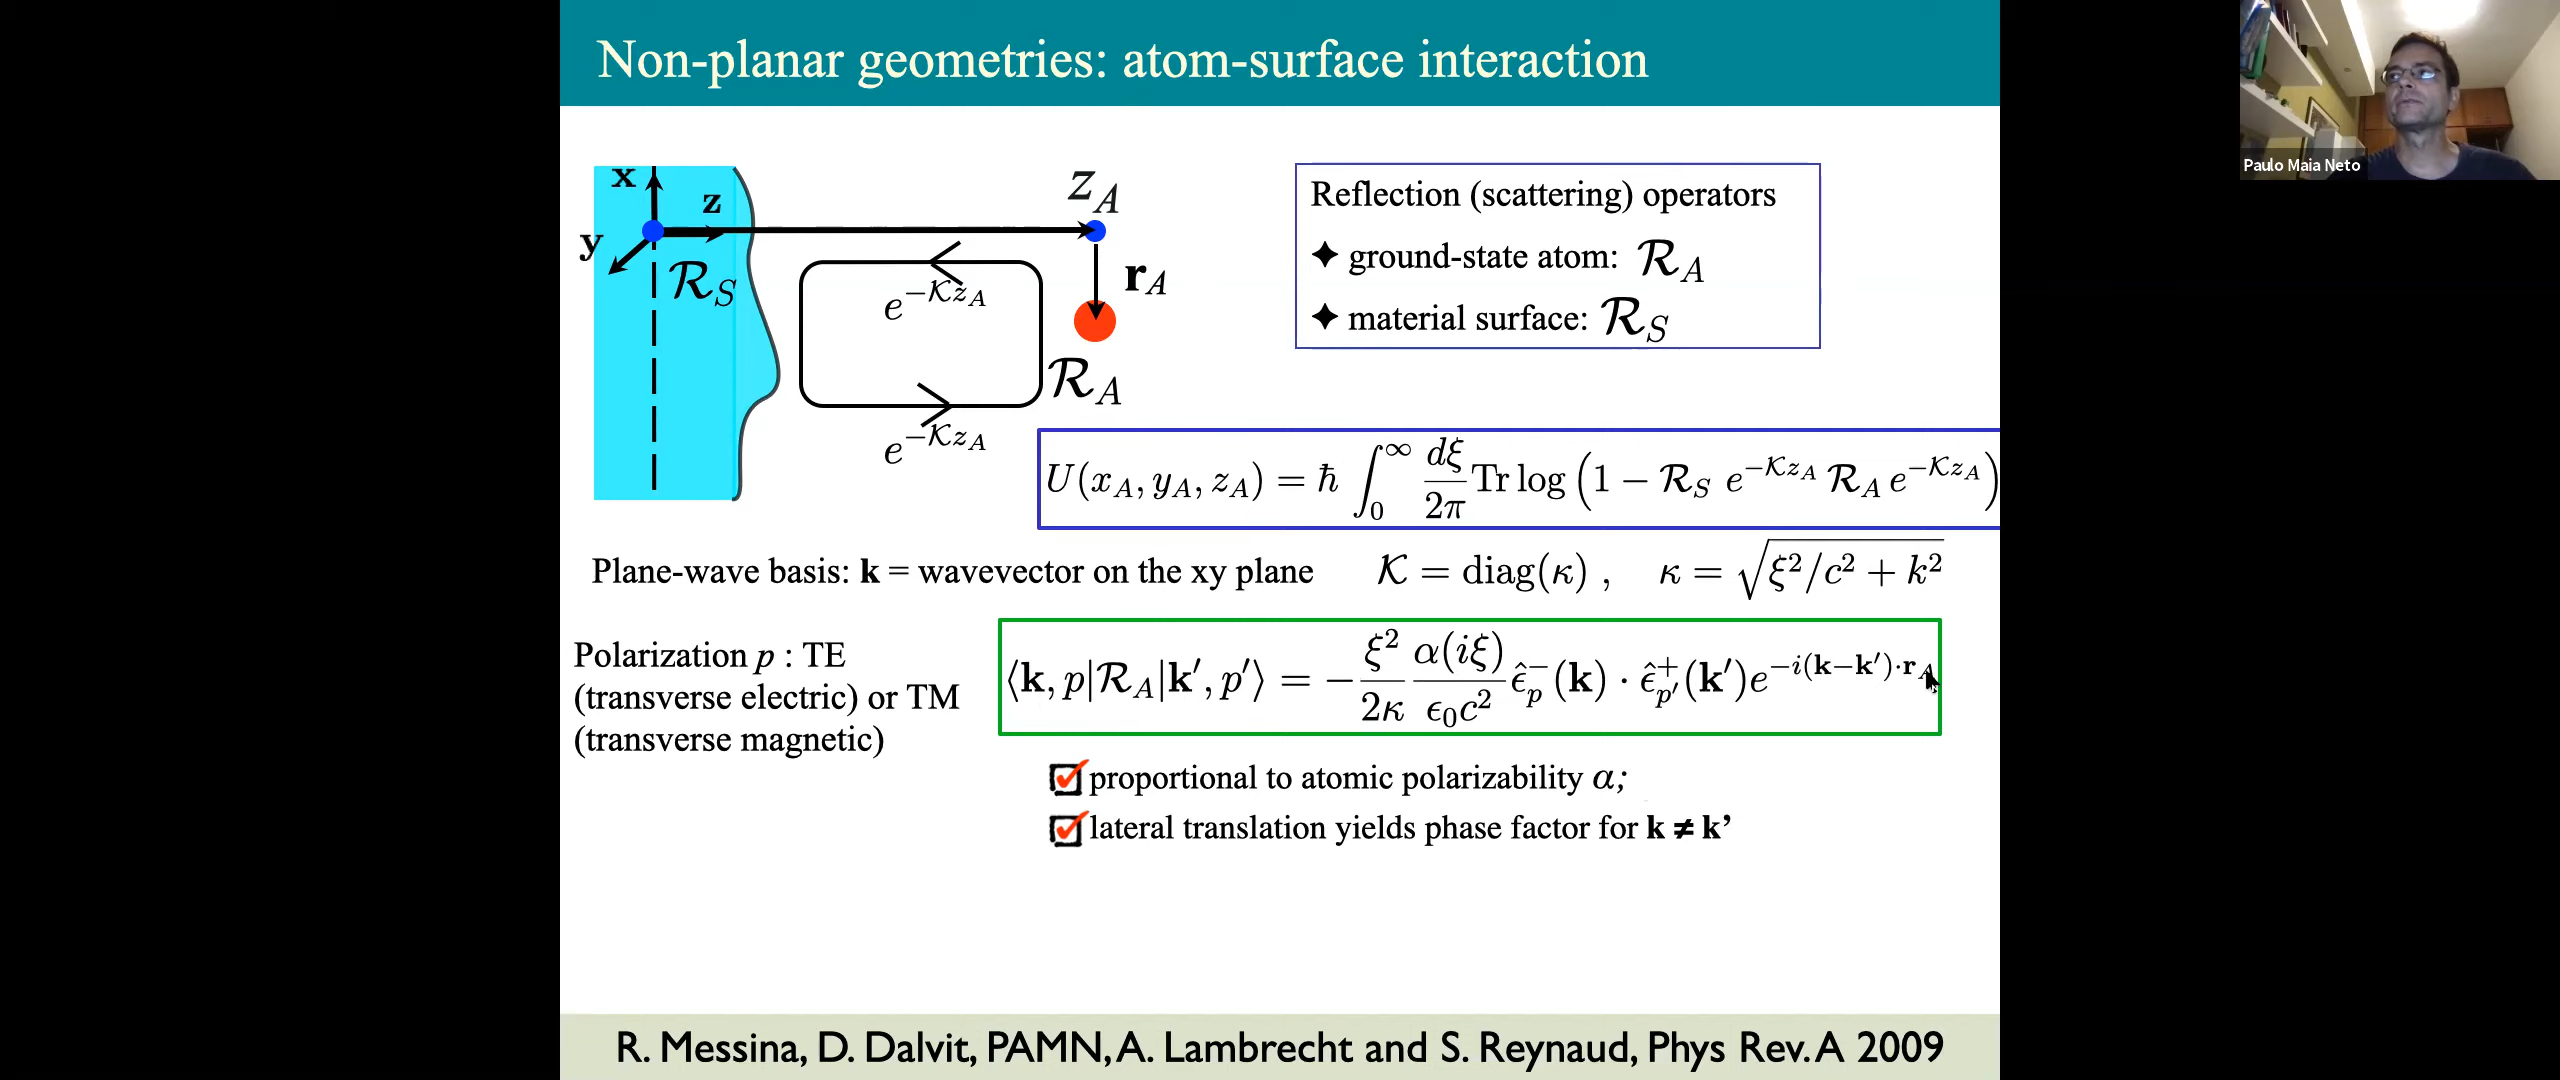 Non-planar geometries: atom-surface interaction
Paulo Maia Neto
x
z
y
z_A
r_A
ℛ_S
e^{-𝒦z_A}
ℛ_A
e^{-𝒦z_A}
Reflection (scattering) operators
✦ ground-state atom: ℛ_A
✦ material surface: ℛ_S
U(x_A, y_A, z_A) = ħ ∫_0^∞ dξ/2π Tr log (1 − ℛ_S e^{−𝒦z_A} ℛ_A e^{−𝒦z_A})
Plane-wave basis: k = wavevector on the xy plane 𝒦 = diag(κ) , κ = √(ξ²/c² + k²)
Polarization p : TE
(transverse electric) or TM
(transverse magnetic)
⟨k, p|ℛ_A|k′, p′⟩ = − ξ²/2κ α(iξ)/ϵ₀c² ε̂_p^−(k) · ε̂_{p′}^+(k′)e^{−i(k−k′)·r_A}
proportional to atomic polarizability α;
lateral translation yields phase factor for k ≠ k’
R. Messina, D. Dalvit, PAMN, A. Lambrecht and S. Reynaud, Phys Rev. A 2009